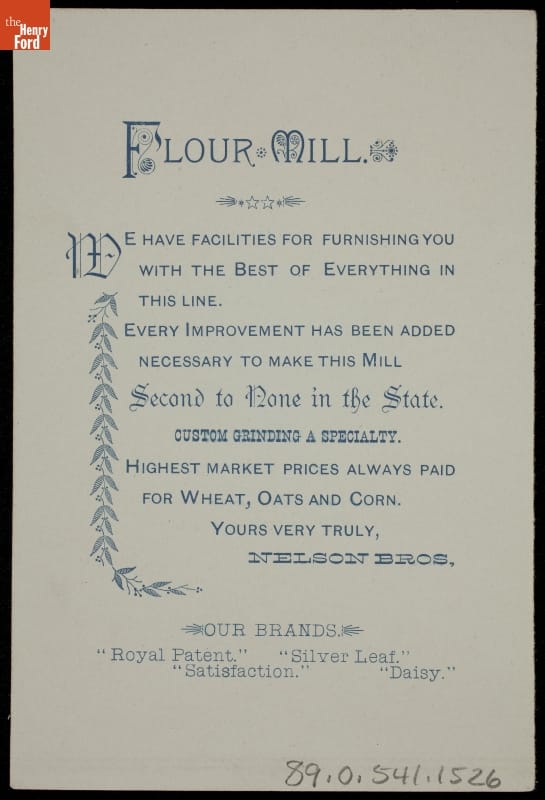 the
Henry
Ford
FLOUR MILL.
WE HAVE FACILITIES FOR FURNISHING YOU
WITH THE BEST OF EVERYTHING IN
THIS LINE.
EVERY IMPROVEMENT HAS BEEN ADDED
NECESSARY TO MAKE THIS MILL
Second to None in the State.
CUSTOM GRINDING A SPECIALTY.
HIGHEST MARKET PRICES ALWAYS PAID
FOR WHEAT, OATS AND CORN.
YOURS VERY TRULY,
NELSON BROS,
OUR BRANDS.
"Royal Patent." "Silver Leaf."
"Satisfaction." "Daisy."
89.0.541.1526